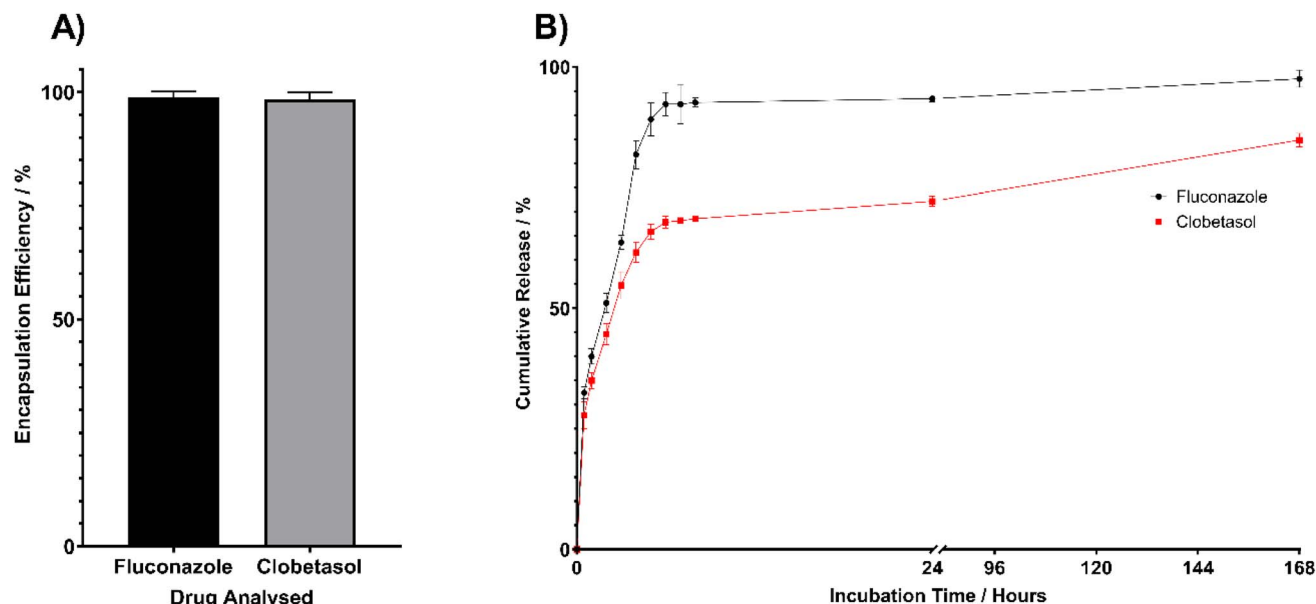 A)
Encapsulation Efficiency / %
100
50
0
Fluconazole Clobetasol
Drug Analysed
B)
Cumulative Release / %
100
50
0
Fluconazole
Clobetasol
0 24 96 120 144 168
Incubation Time / Hours